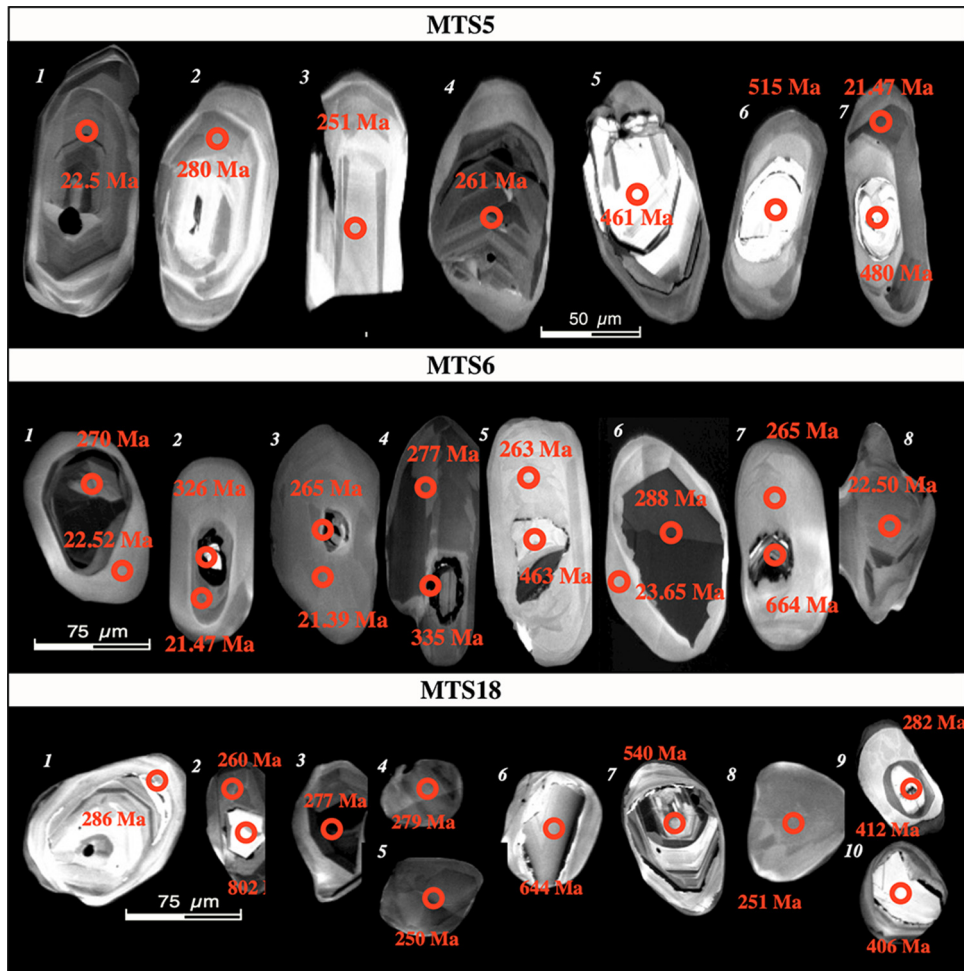 MTS5
1
2
3
4
5
6
7
515 Ma
21.47 Ma
251 Ma
22.5 Ma
280 Ma
261 Ma
461 Ma
480 Ma
50 µm
MTS6
1
2
3
4
5
6
7
8
270 Ma
326 Ma
265 Ma
277 Ma
263 Ma
288 Ma
265 Ma
22.50 Ma
22.52 Ma
21.47 Ma
21.39 Ma
335 Ma
463 Ma
23.65 Ma
664 Ma
75 µm
MTS18
1
2
3
4
6
7
8
9
260 Ma
540 Ma
282 Ma
286 Ma
277 Ma
279 Ma
412 Ma
5
10
802
644 Ma
251 Ma
250 Ma
406 Ma
75 µm